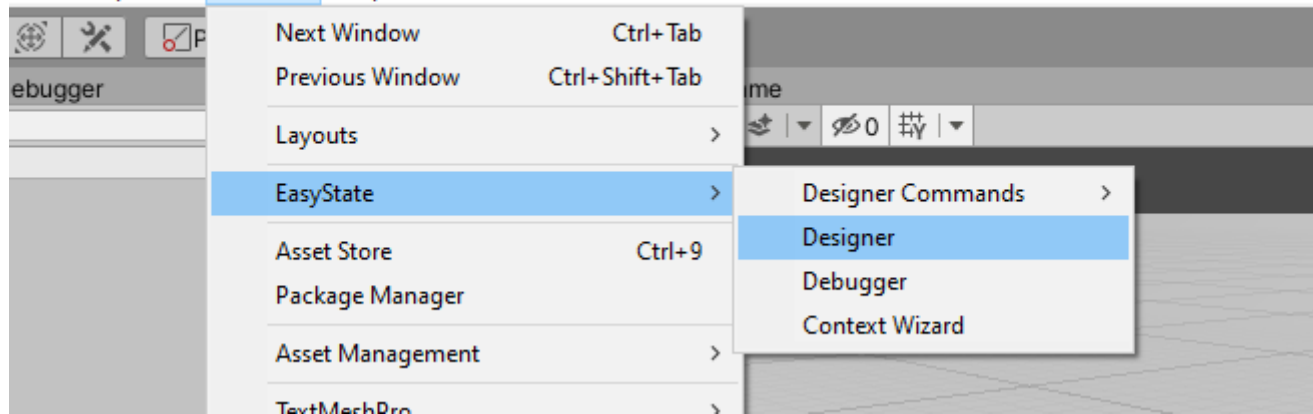 Next Window Ctrl+Tab
P
Previous Window Ctrl+Shift+Tab
ebugger
me
Layouts
0
EasyState
Designer Commands
Asset Store Ctrl+9
Designer
Package Manager
Debugger
Context Wizard
Asset Management
TextMeshPro